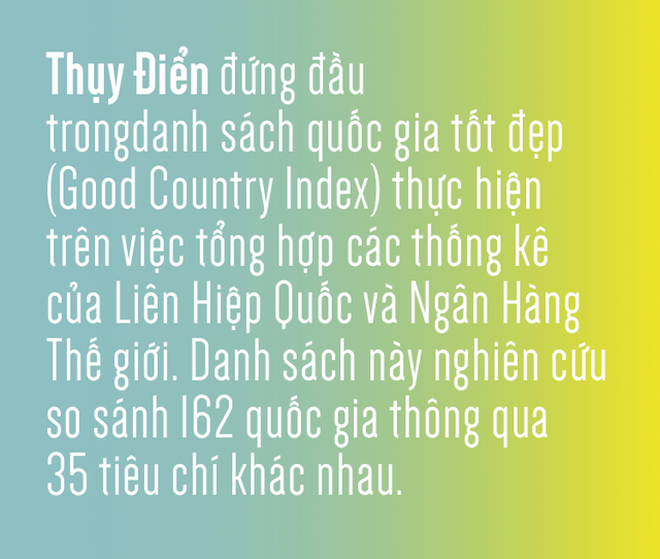 Thụy Điển đứng đầu
trongdanh sách quốc gia tốt đẹp
(Good Country Index) thực hiện
trên việc tổng hợp các thống kê
của Liên Hiệp Quốc và Ngân Hàng
Thế giới. Danh sách này nghiên cứu
so sánh 162 quốc gia thông qua
35 tiêu chí khác nhau.